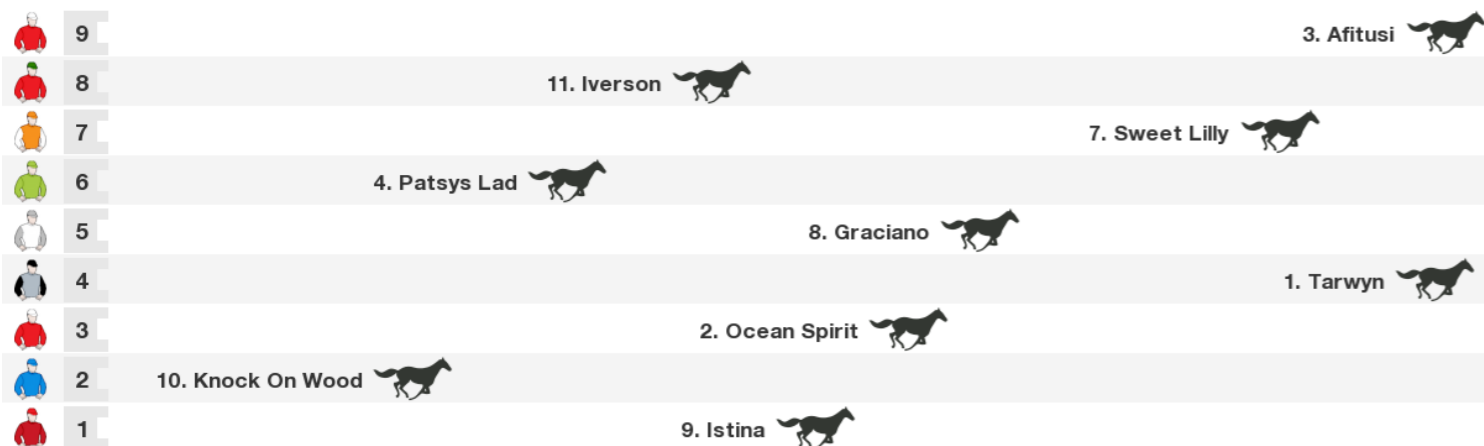 9 3. Afitusi
8 11. Iverson
7 7. Sweet Lilly
6 4. Patsys Lad
5 8. Graciano
4 1. Tarwyn
3 2. Ocean Spirit
2 10. Knock On Wood
1 9. Istina